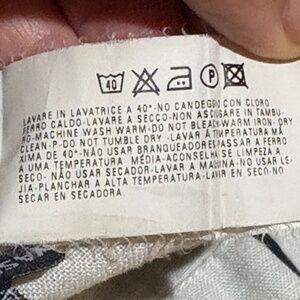 40 P
LAVARE IN LAVATRICE A 40°-NO CANDEGGIO CON CLORO
FERRO CALDO-LAVARE A SECCO-NON ASCIUGARE IN TAMBU-
RO-MACHINE WASH WARM-DO NOT BLEACH-WARM IRON-DRY
CLEAN-P-DO NOT TUMBLE DRY-LAVAR Á TEMPERATURA MÁ
XIMA DE 40°-NÃO USAR BRANQUEADORES-PASSAR A FERRO
A UMA TEMPERATURA MÉDIA-ACONSELHA SE LIMPEZA A
SECO-NÃO USAR SECADOR-LAVAR A MÁQUINA-NO USAR LE-
JIA-PLANCHAR A ALTA TEMPERATURA-LAVAR EN SECO-NO
SECAR EN SECADORA.